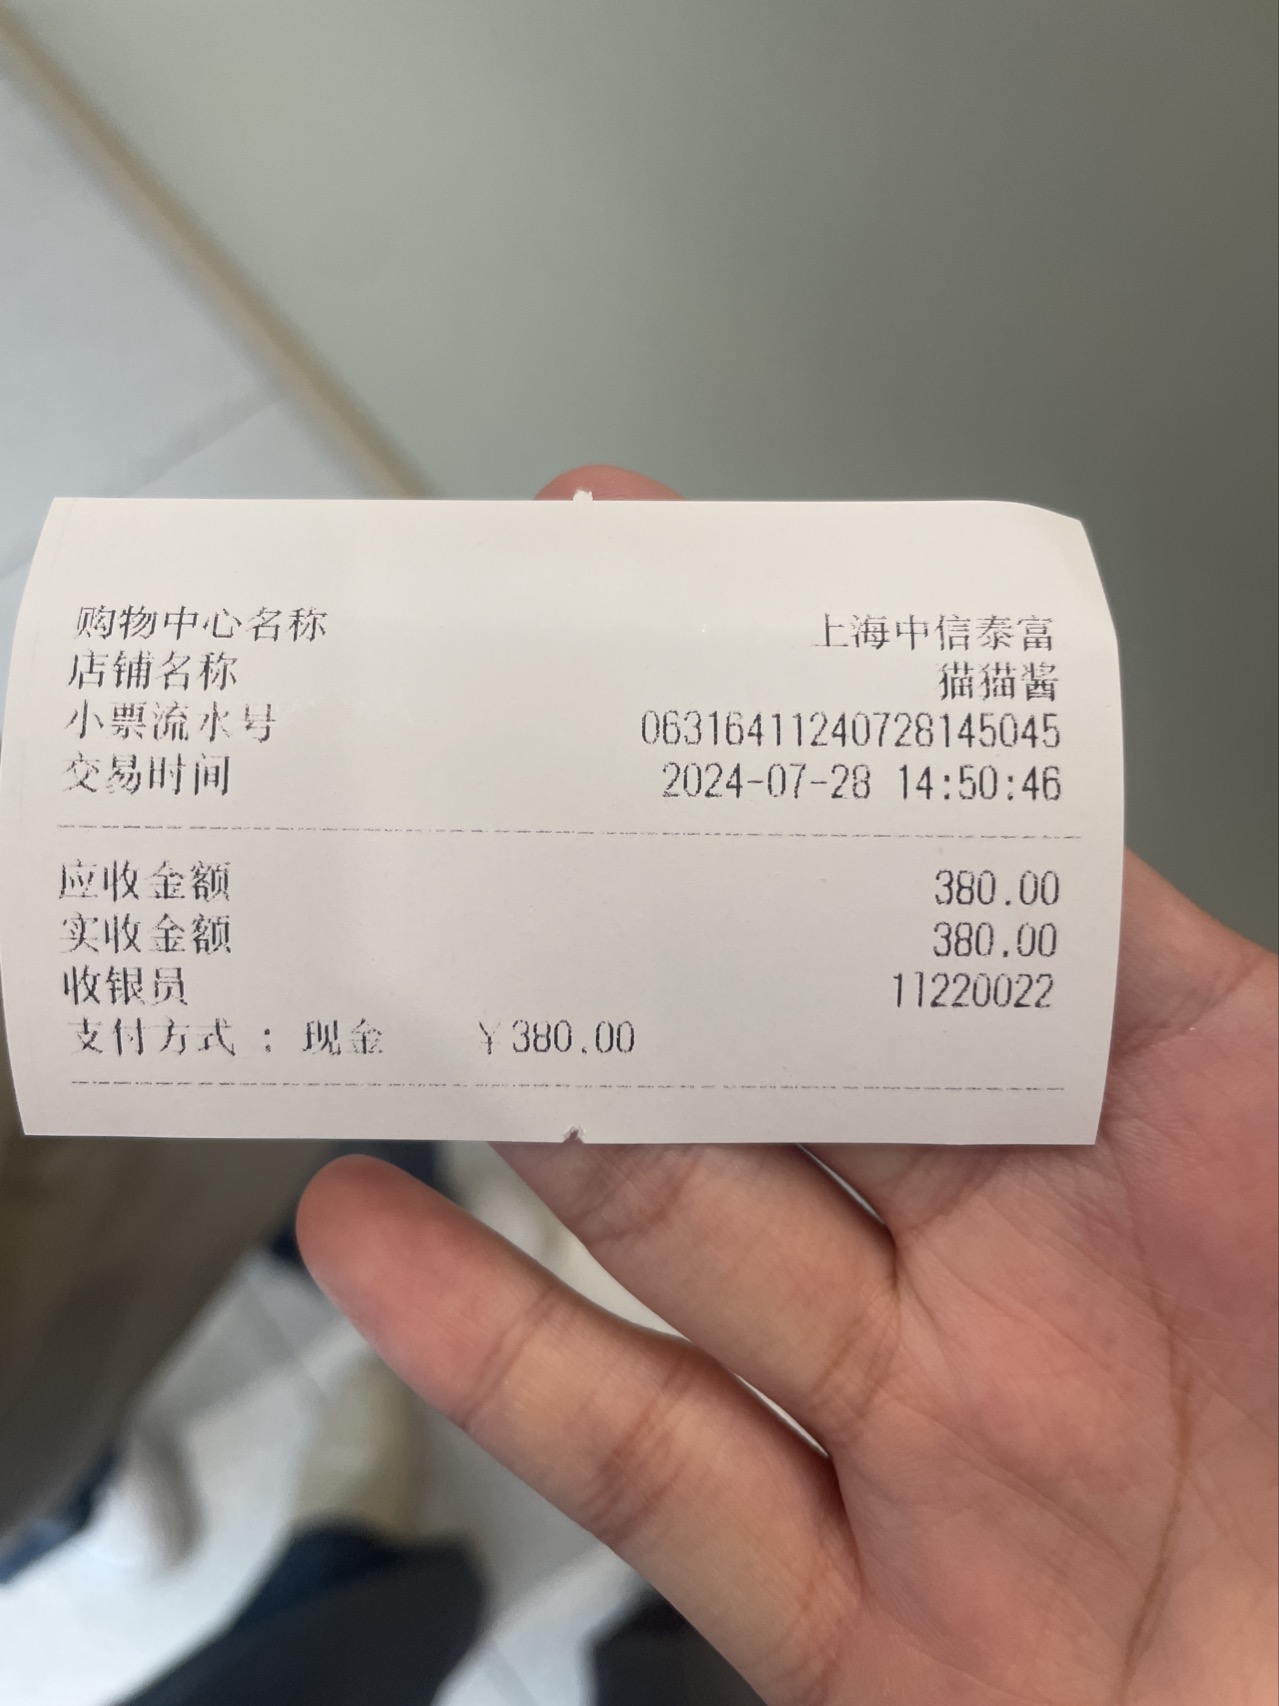 购物中心名称 上海中信泰富
店铺名称 猫猫酱
小票流水号 06316411240728145045
交易时间 2024-07-28 14:50:46
应收金额 380.00
实收金额 380.00
收银员 11220022
支付方式 : 现金 ￥380.00